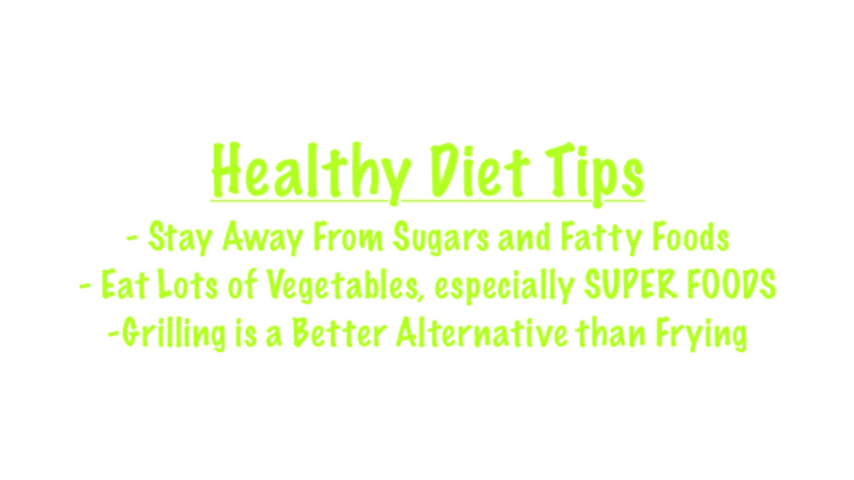 Healthy Diet Tips
- Stay Away From Sugars and Fatty Foods
- Eat Lots of Vegetables, especially SUPER FOODS
-Grilling is a Better Alternative than Frying